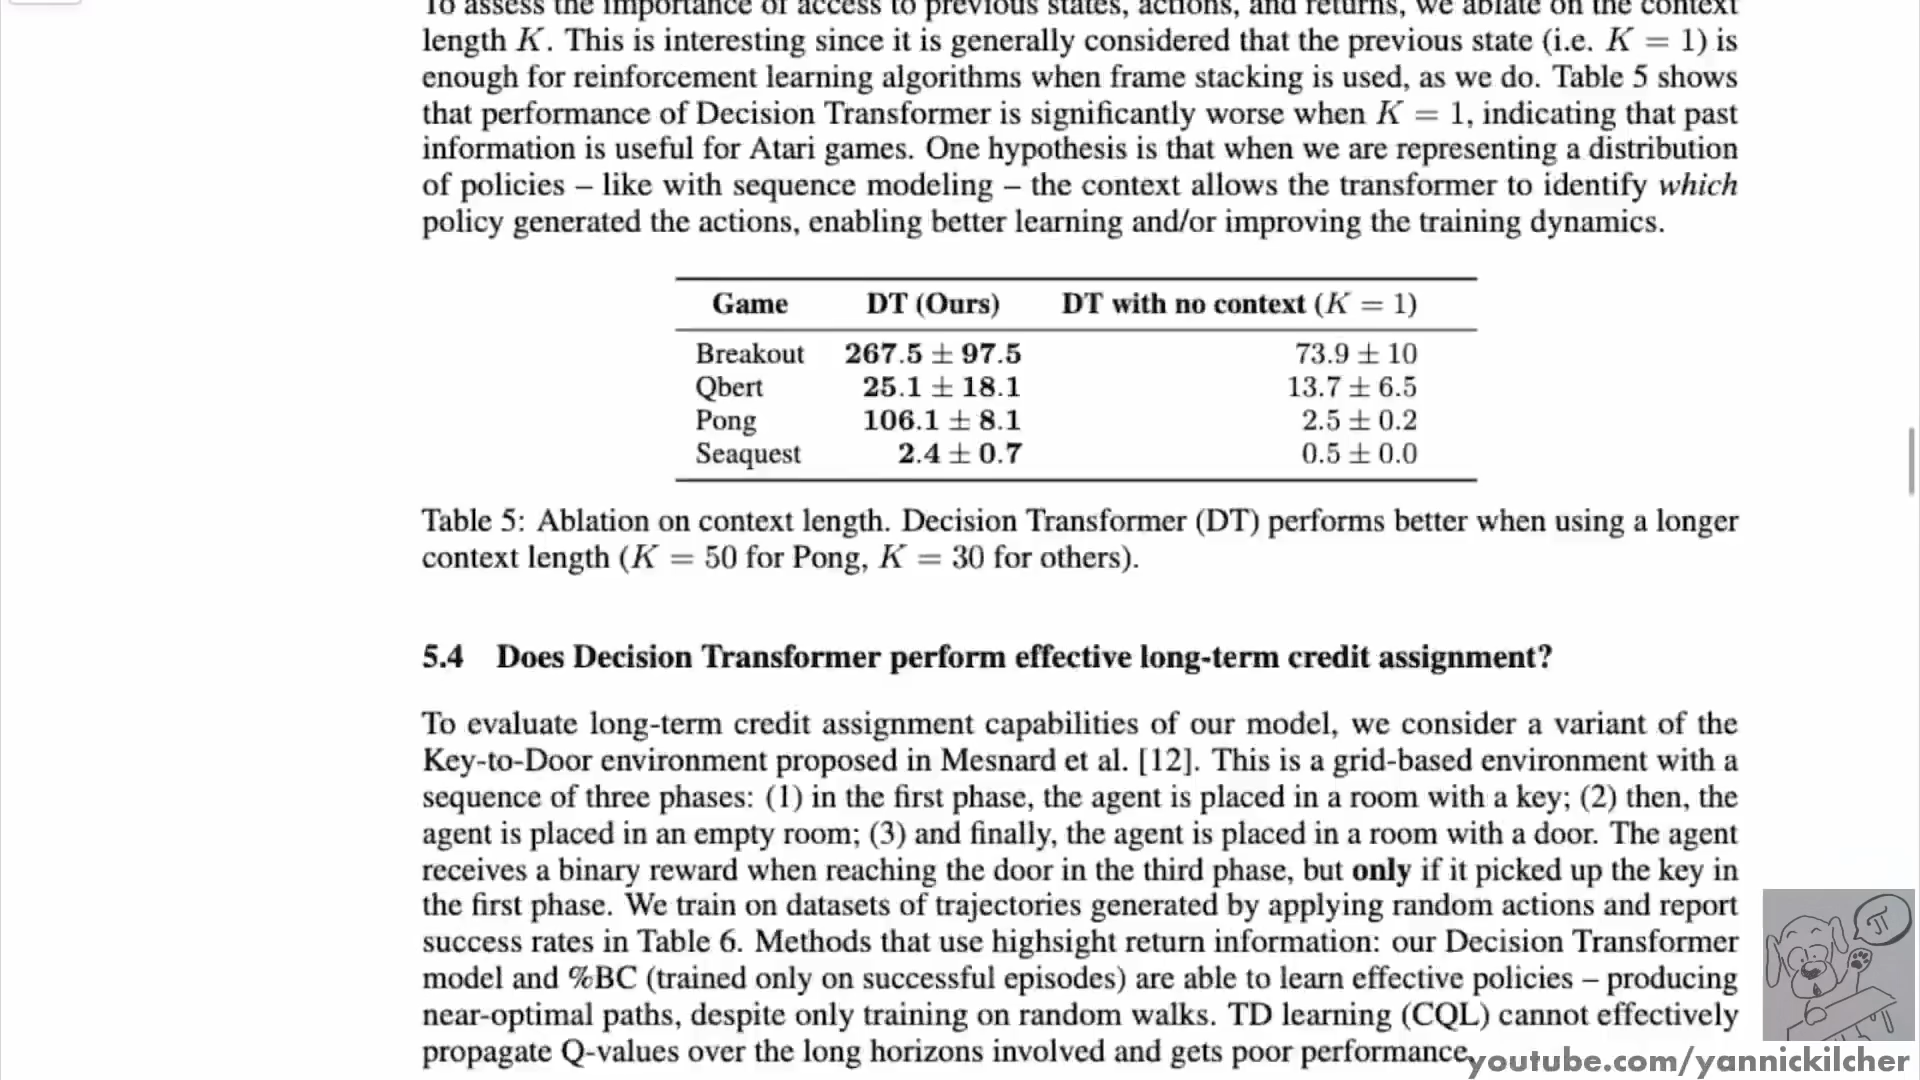 To assess the importance of access to previous states, actions, and returns, we ablate on the context
length K. This is interesting since it is generally considered that the previous state (i.e. K = 1) is
enough for reinforcement learning algorithms when frame stacking is used, as we do. Table 5 shows
that performance of Decision Transformer is significantly worse when K = 1, indicating that past
information is useful for Atari games. One hypothesis is that when we are representing a distribution
of policies – like with sequence modeling – the context allows the transformer to identify which
policy generated the actions, enabling better learning and/or improving the training dynamics.
Game DT (Ours) DT with no context (K = 1)
Breakout 267.5 ± 97.5 73.9 ± 10
Qbert 25.1 ± 18.1 13.7 ± 6.5
Pong 106.1 ± 8.1 2.5 ± 0.2
Seaquest 2.4 ± 0.7 0.5 ± 0.0
Table 5: Ablation on context length. Decision Transformer (DT) performs better when using a longer
context length (K = 50 for Pong, K = 30 for others).
5.4 Does Decision Transformer perform effective long-term credit assignment?
To evaluate long-term credit assignment capabilities of our model, we consider a variant of the
Key-to-Door environment proposed in Mesnard et al. [12]. This is a grid-based environment with a
sequence of three phases: (1) in the first phase, the agent is placed in a room with a key; (2) then, the
agent is placed in an empty room; (3) and finally, the agent is placed in a room with a door. The agent
receives a binary reward when reaching the door in the third phase, but only if it picked up the key in
the first phase. We train on datasets of trajectories generated by applying random actions and report
success rates in Table 6. Methods that use highsight return information: our Decision Transformer
model and %BC (trained only on successful episodes) are able to learn effective policies – producing
near-optimal paths, despite only training on random walks. TD learning (CQL) cannot effectively
propagate Q-values over the long horizons involved and gets poor performance.
π
youtube.com/yannickilcher